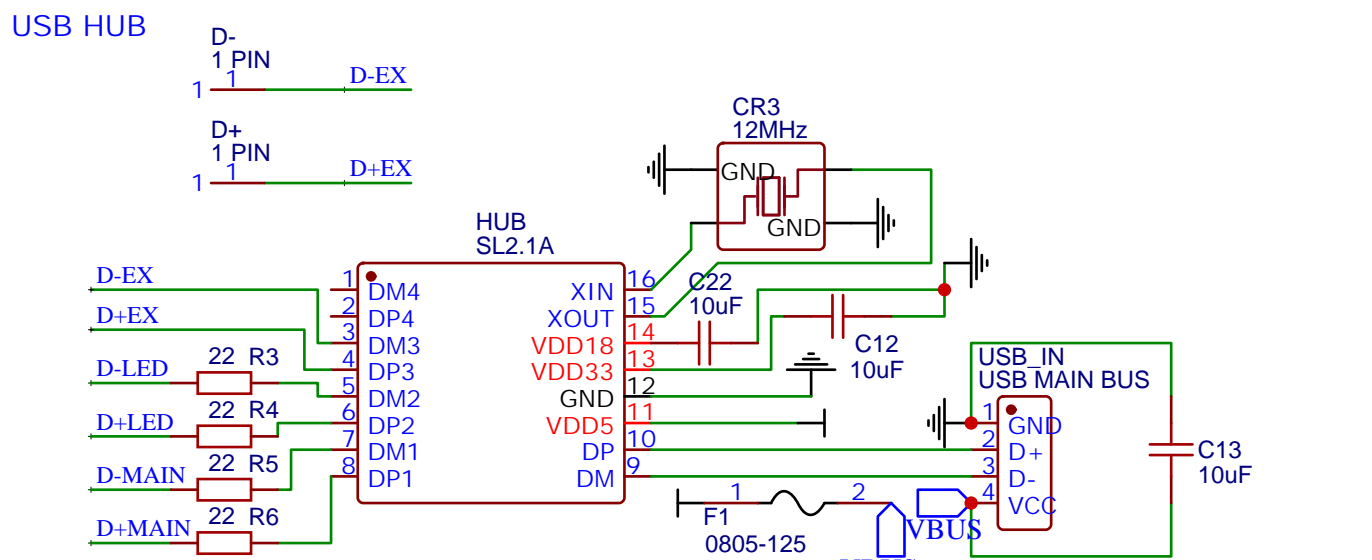 USB HUB
D-
1 PIN
1
1
D-EX
D+
1 PIN
1
1
D+EX
CR3
12MHz
GND
GND
HUB
SL2.1A
D-EX
D+EX
D-LED
22 R3
D+LED
22 R4
D-MAIN
22 R5
D+MAIN
22 R6
1 DM4
2 DP4
3 DM3
4 DP3
5 DM2
6 DP2
7 DM1
8 DP1
XIN 16
XOUT 15
VDD18 14
VDD33 13
GND 12
VDD5 11
DP 10
DM 9
C22
10uF
C12
10uF
USB_IN
USB MAIN BUS
1 GND
2 D+
3 D-
4 VCC
C13
10uF
1
2
F1
0805-125
VBUS